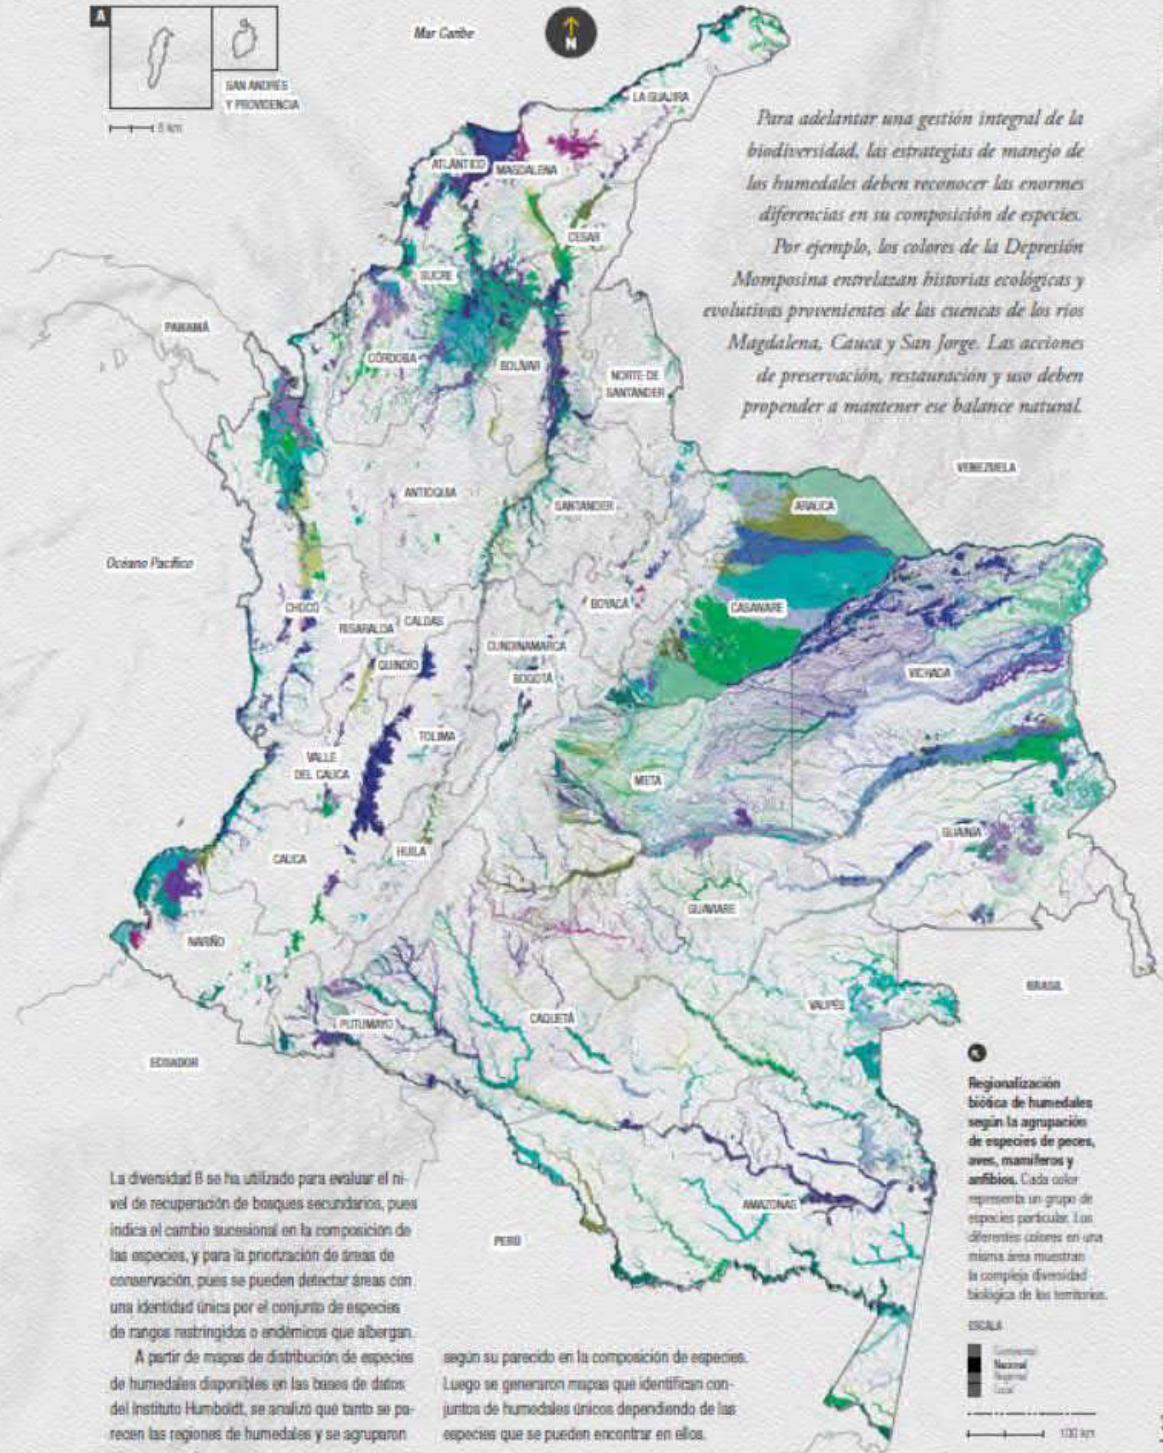 A
SAN ANDRÉS
Y PROVIDENCIA
6 km
Mar Caribe
N
LA GUAJIRA
ATLÁNTICO
MAGDALENA
CESAR
SUCRE
PANAMÁ
CÓRDOBA
BOLÍVAR
NORTE DE
SANTANDER
Para adelantar una gestión integral de la
biodiversidad, las estrategias de manejo de
los humedales deben reconocer las enormes
diferencias en su composición de especies.
Por ejemplo, los colores de la Depresión
Momposina entrelazan historias ecológicas y
evolutivas provenientes de las cuencas de los ríos
Magdalena, Cauca y San Jorge. Las acciones
de preservación, restauración y uso deben
propender a mantener ese balance natural.
VENEZUELA
ANTIOQUIA
SANTANDER
ARAUCA
Océano Pacífico
CHOCÓ
RISARALDA
CALDAS
BOYACÁ
CASANARE
QUINDÍO
CUNDINAMARCA
BOGOTÁ
VICHADA
TOLIMA
VALLE
DEL CAUCA
META
CAUCA
HUILA
GUAINÍA
NARIÑO
GUAVIARE
BRASIL
PUTUMAYO
CAQUETÁ
VAUPÉS
ECUADOR
AMAZONAS
PERÚ
Regionalización
biótica de humedales
según la agrupación
de especies de peces,
aves, mamíferos y
anfibios. Cada color
representa un grupo de
especies particular. Los
diferentes colores en una
misma área muestran
la compleja diversidad
biológica de los territorios.
ESCALA
Nacional
Regional
Local
100 km
La diversidad B se ha utilizado para evaluar el ni-
vel de recuperación de bosques secundarios, pues
indica el cambio sucesional en la composición de
las especies, y para la priorización de áreas de
conservación, pues se pueden detectar áreas con
una identidad única por el conjunto de especies
de rangos restringidos o endémicos que albergan.
A partir de mapas de distribución de especies
de humedales disponibles en las bases de datos
del Instituto Humboldt, se analizó qué tanto se pa-
recen las regiones de humedales y se agruparon
según su parecido en la composición de especies.
Luego se generaron mapas que identifican con-
juntos de humedales únicos dependiendo de las
especies que se pueden encontrar en ellos.